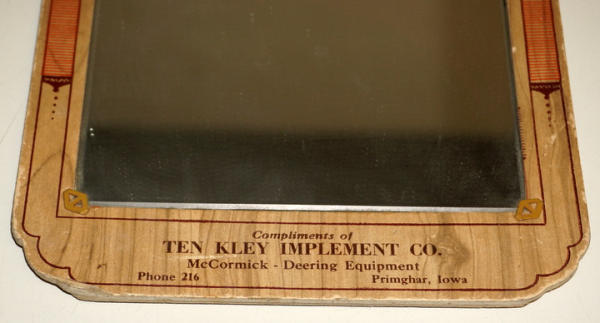 Compliments of
TEN KLEY IMPLEMENT CO.
McCormick - Deering Equipment
Phone 216 Primghar, Iowa